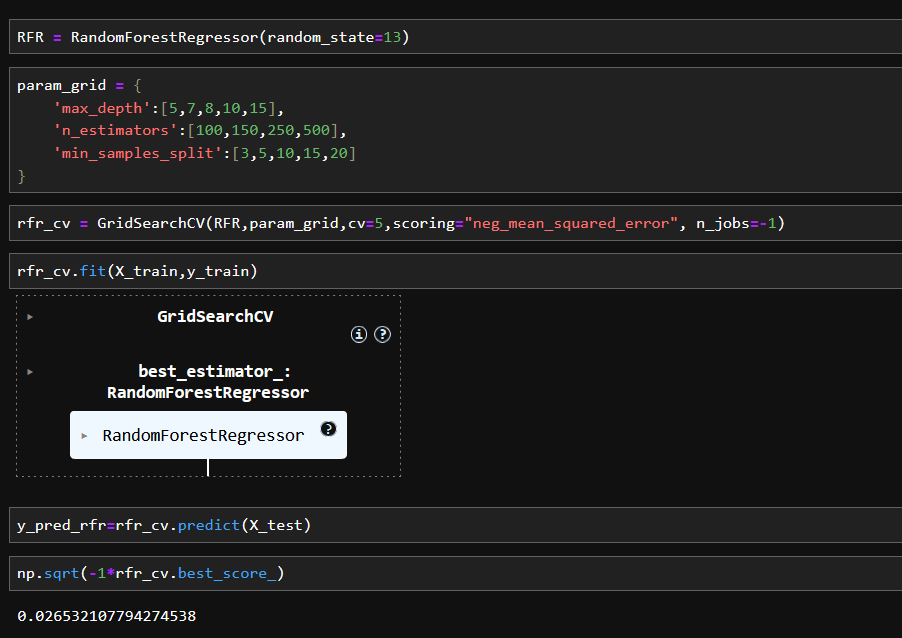 RFR = RandomForestRegressor(random_state=13)
param_grid = {
    'max_depth':[5,7,8,10,15],
    'n_estimators':[100,150,250,500],
    'min_samples_split':[3,5,10,15,20]
}
rfr_cv = GridSearchCV(RFR,param_grid,cv=5,scoring="neg_mean_squared_error", n_jobs=-1)
rfr_cv.fit(X_train,y_train)
▸ GridSearchCV
i ?
▸ best_estimator_:
RandomForestRegressor
▸ RandomForestRegressor ?
y_pred_rfr=rfr_cv.predict(X_test)
np.sqrt(-1*rfr_cv.best_score_)
0.026532107794274538